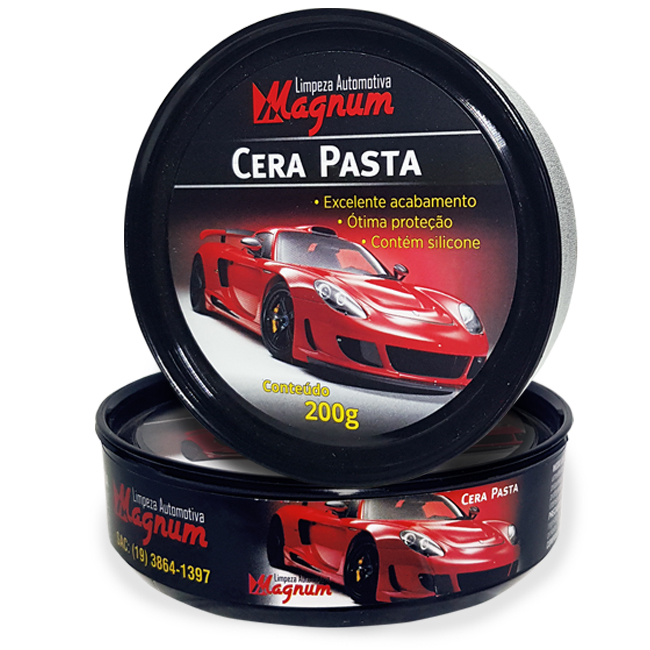 Limpeza Automotiva
Magnum
CERA PASTA
• Excelente acabamento
• Ótima proteção
• Contém silicone
Conteúdo
200g
Limpeza Automotiva
Magnum
SAC: (19) 3864-1397
CERA PASTA
Limpeza Automotiva
Magnum